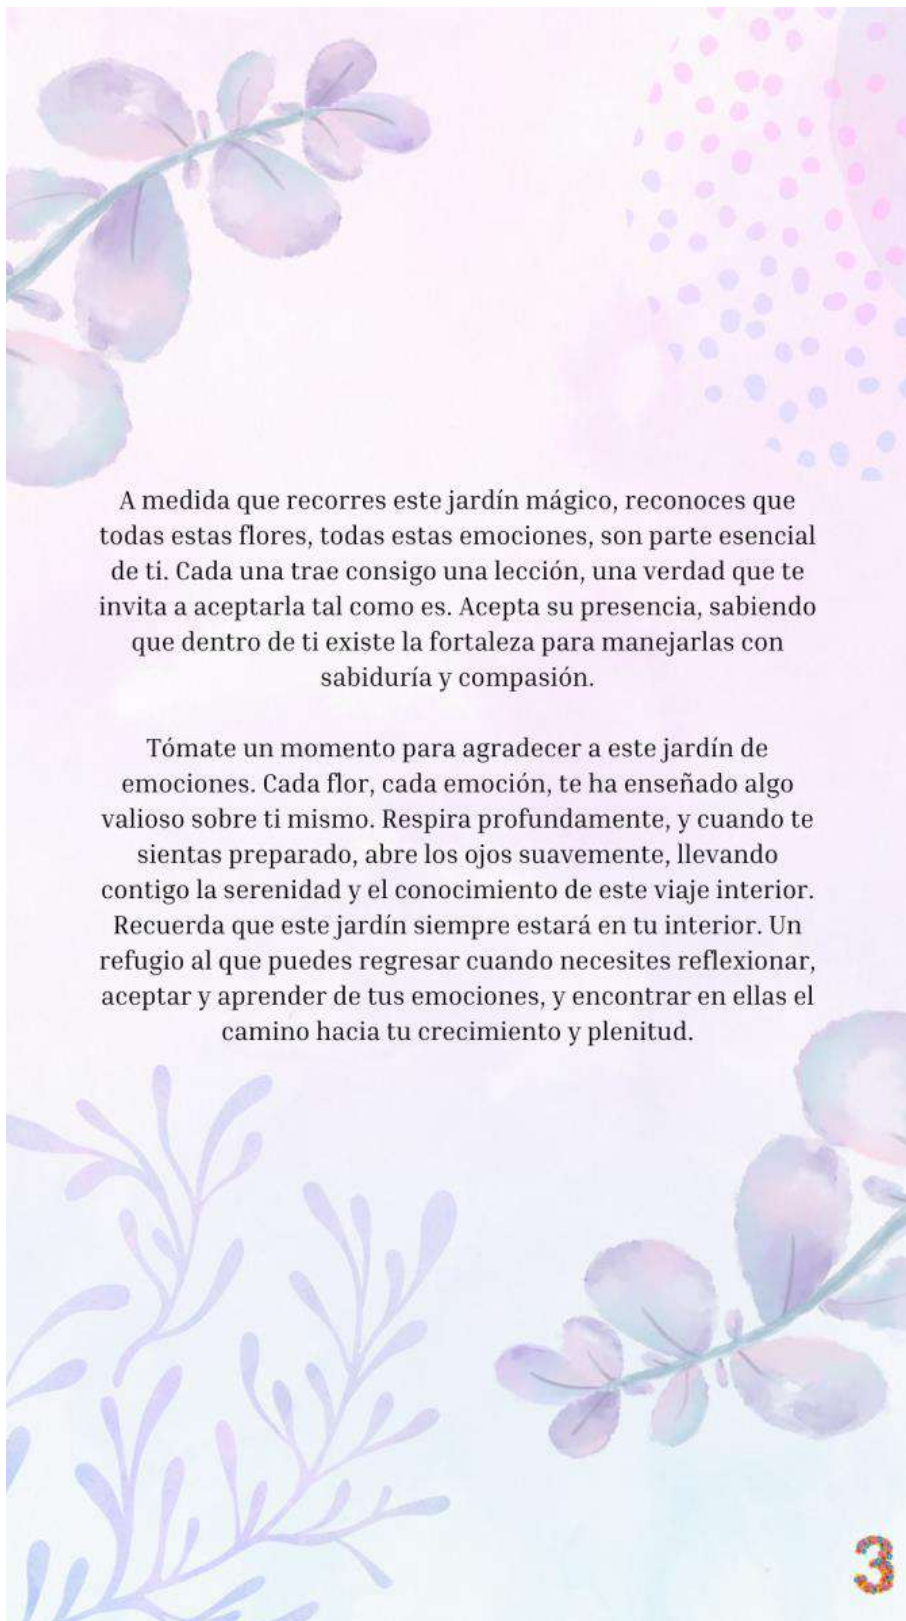 A medida que recorres este jardín mágico, reconoces que
todas estas flores, todas estas emociones, son parte esencial
de ti. Cada una trae consigo una lección, una verdad que te
invita a aceptarla tal como es. Acepta su presencia, sabiendo
que dentro de ti existe la fortaleza para manejarlas con
sabiduría y compasión.
Tómate un momento para agradecer a este jardín de
emociones. Cada flor, cada emoción, te ha enseñado algo
valioso sobre ti mismo. Respira profundamente, y cuando te
sientas preparado, abre los ojos suavemente, llevando
contigo la serenidad y el conocimiento de este viaje interior.
Recuerda que este jardín siempre estará en tu interior. Un
refugio al que puedes regresar cuando necesites reflexionar,
aceptar y aprender de tus emociones, y encontrar en ellas el
camino hacia tu crecimiento y plenitud.
3